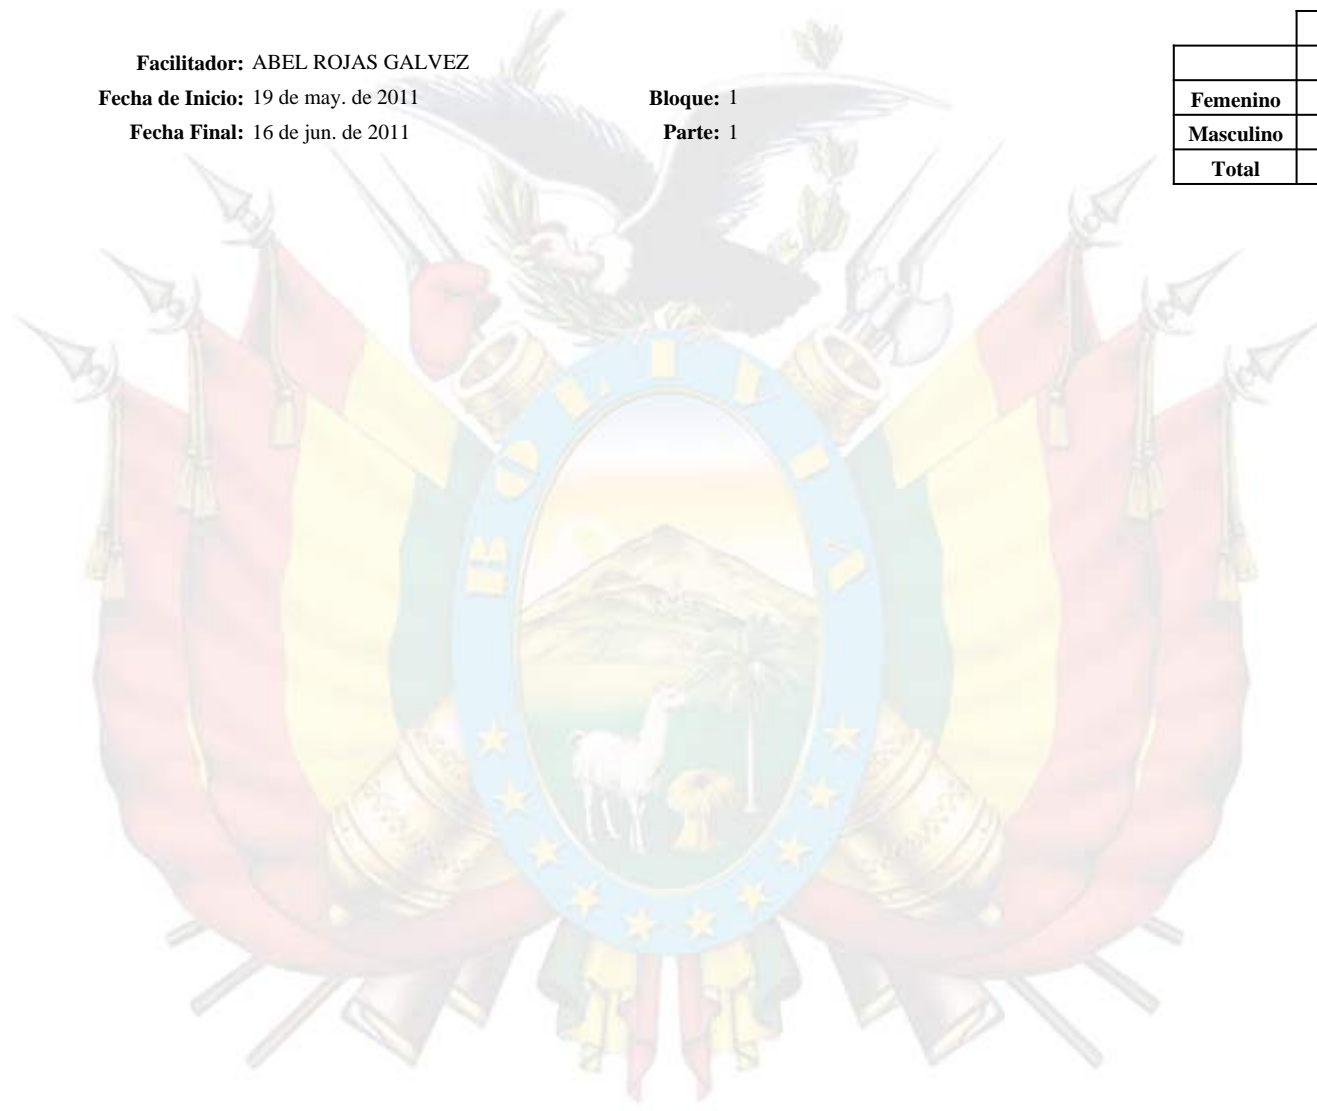 Facilitador: ABEL ROJAS GALVEZ
Fecha de Inicio: 19 de may. de 2011
Bloque: 1
Fecha Final: 16 de jun. de 2011
Parte: 1
Femenino
Masculino
Total
BOLIVIA